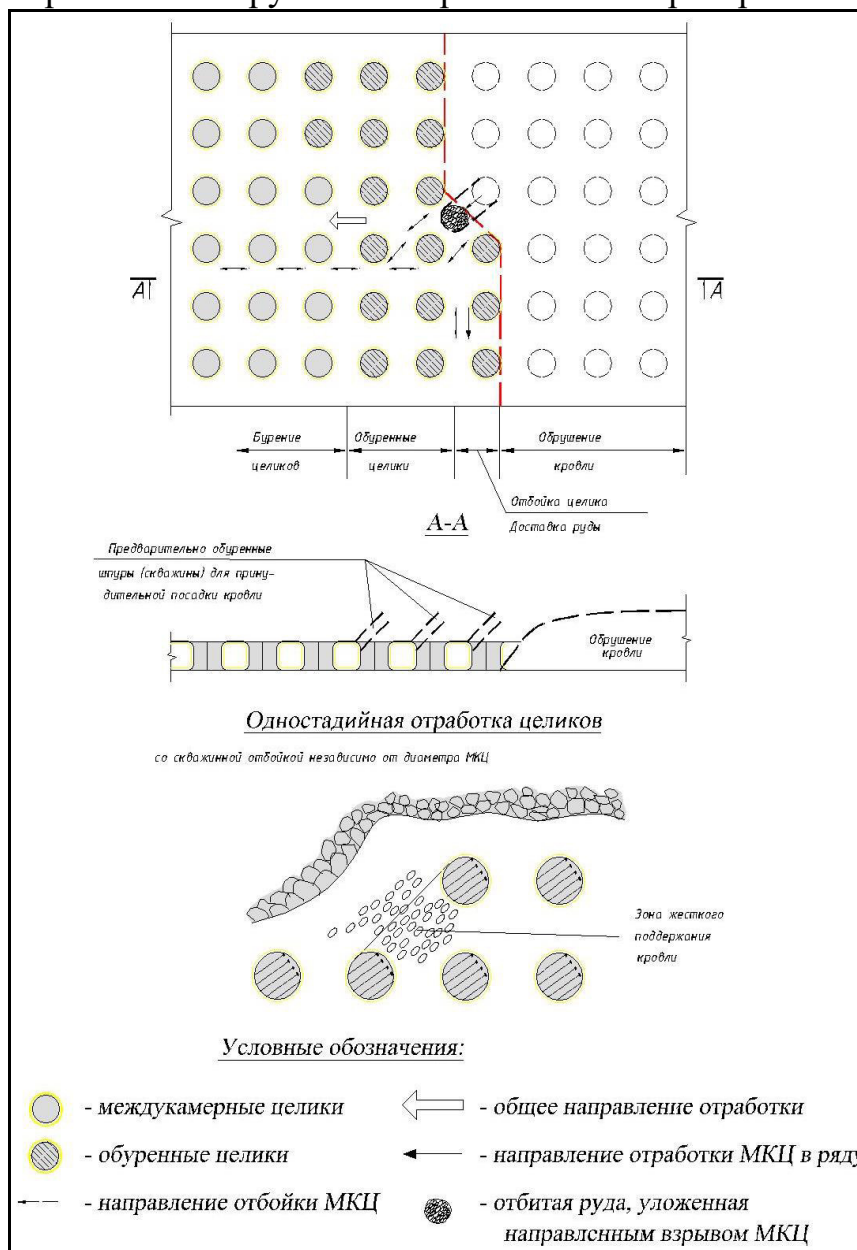 А
А
Бурение
целиков
Обуренные
целики
Обрушение
кровли
Отбойка целика
Доставка руды
А-А
Предварительно обуренные
шпуры (скважины) для прину-
дительной посадки кровли
Обрушение
кровли
Одностадийная отработка целиков
со скважинной отбойкой независимо от диаметра МКЦ
Зона жесткого
поддержания
кровли
Условные обозначения:
- междукамерные целики
- общее направление отработки
- обуренные целики
- направление отработки МКЦ в ряду
- направление отбойки МКЦ
- отбитая руда, уложенная
направленным взрывом МКЦ